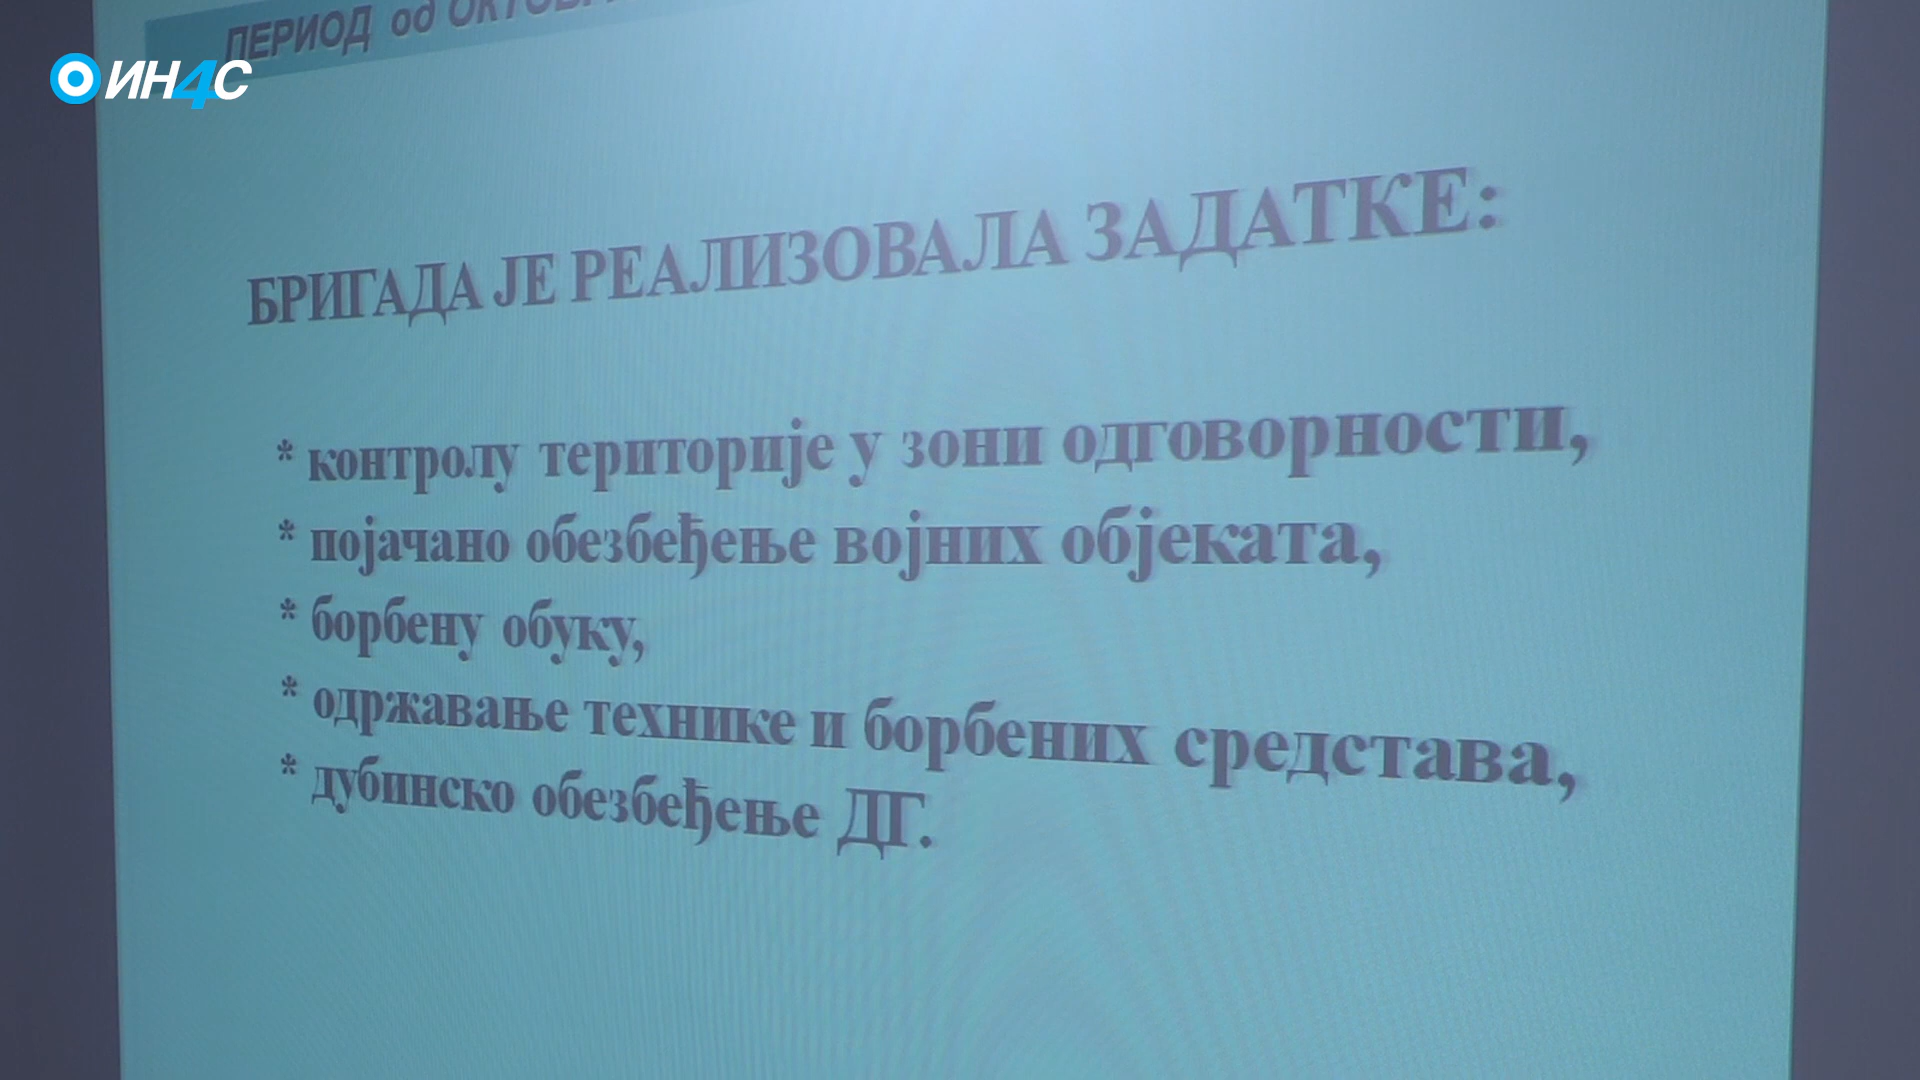 ПЕРИОД од
ИН4С
БРИГАДА ЈЕ РЕАЛИЗОВАЛА ЗАДАТКЕ:
* контролу територије у зони одговорности,
* појачано обезбеђење војних објеката,
* борбену обуку,
* одржавање технике и борбених средстава,
* дубинско обезбеђење ДГ.